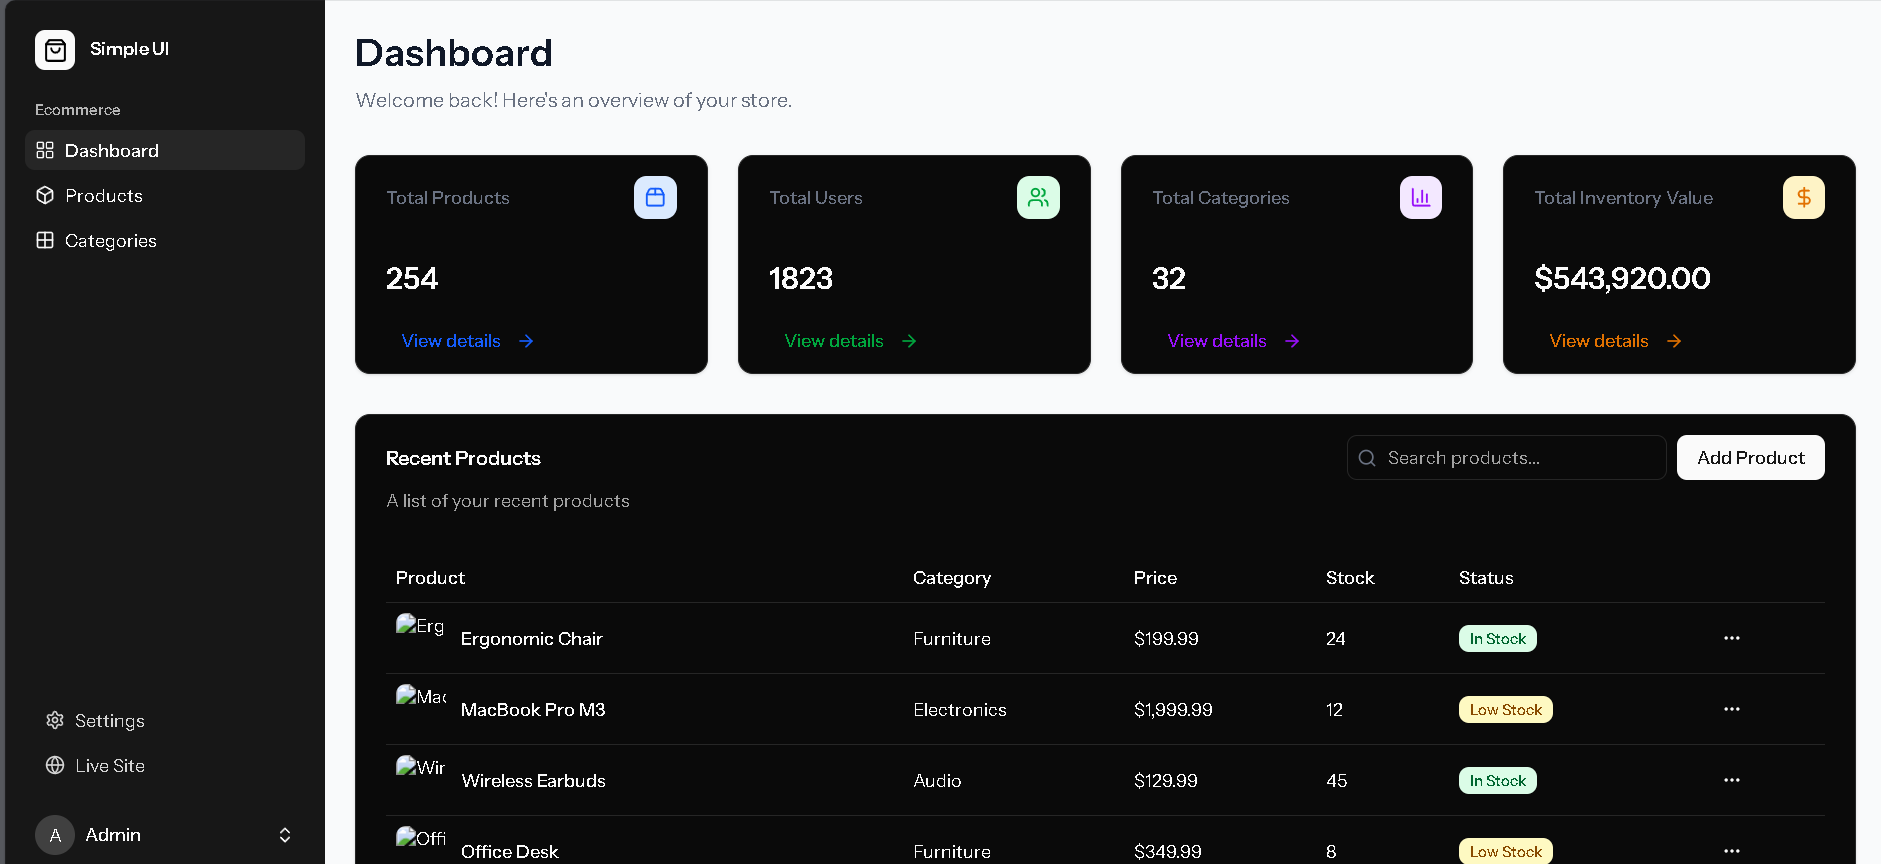 Simple UI
Ecommerce
Dashboard
Products
Categories
Settings
Live Site
A
Admin
Dashboard
Welcome back! Here's an overview of your store.
Total Products
254
View details
Total Users
1823
View details
Total Categories
32
View details
Total Inventory Value
$543,920.00
View details
Recent Products
A list of your recent products
Search products...
Add Product
Product Category Price Stock Status
Erg Ergonomic Chair Furniture $199.99 24 In Stock
Mac MacBook Pro M3 Electronics $1,999.99 12 Low Stock
Wir Wireless Earbuds Audio $129.99 45 In Stock
Offi Office Desk Furniture $349.99 8 Low Stock